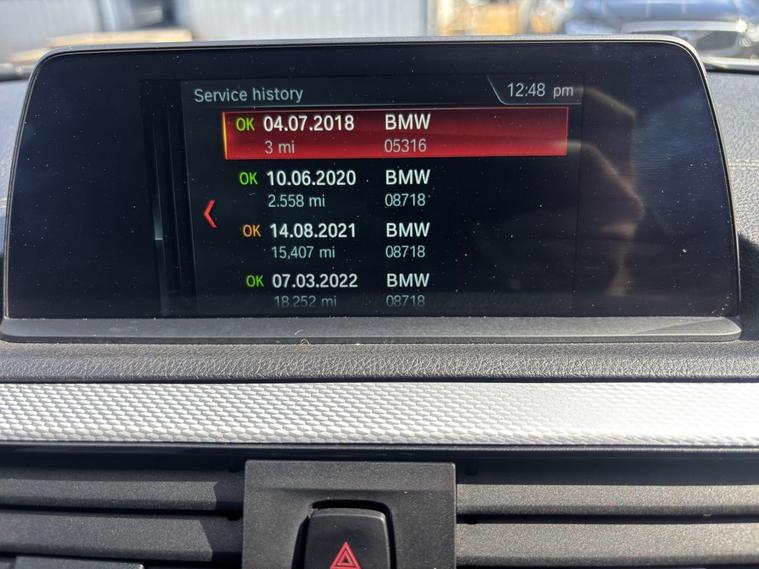 Service history
12:48 pm
OK 04.07.2018 BMW
3 mi 05316
OK 10.06.2020 BMW
2.558 mi 08718
OK 14.08.2021 BMW
15,407 mi 08718
OK 07.03.2022 BMW
18.252 mi 08718